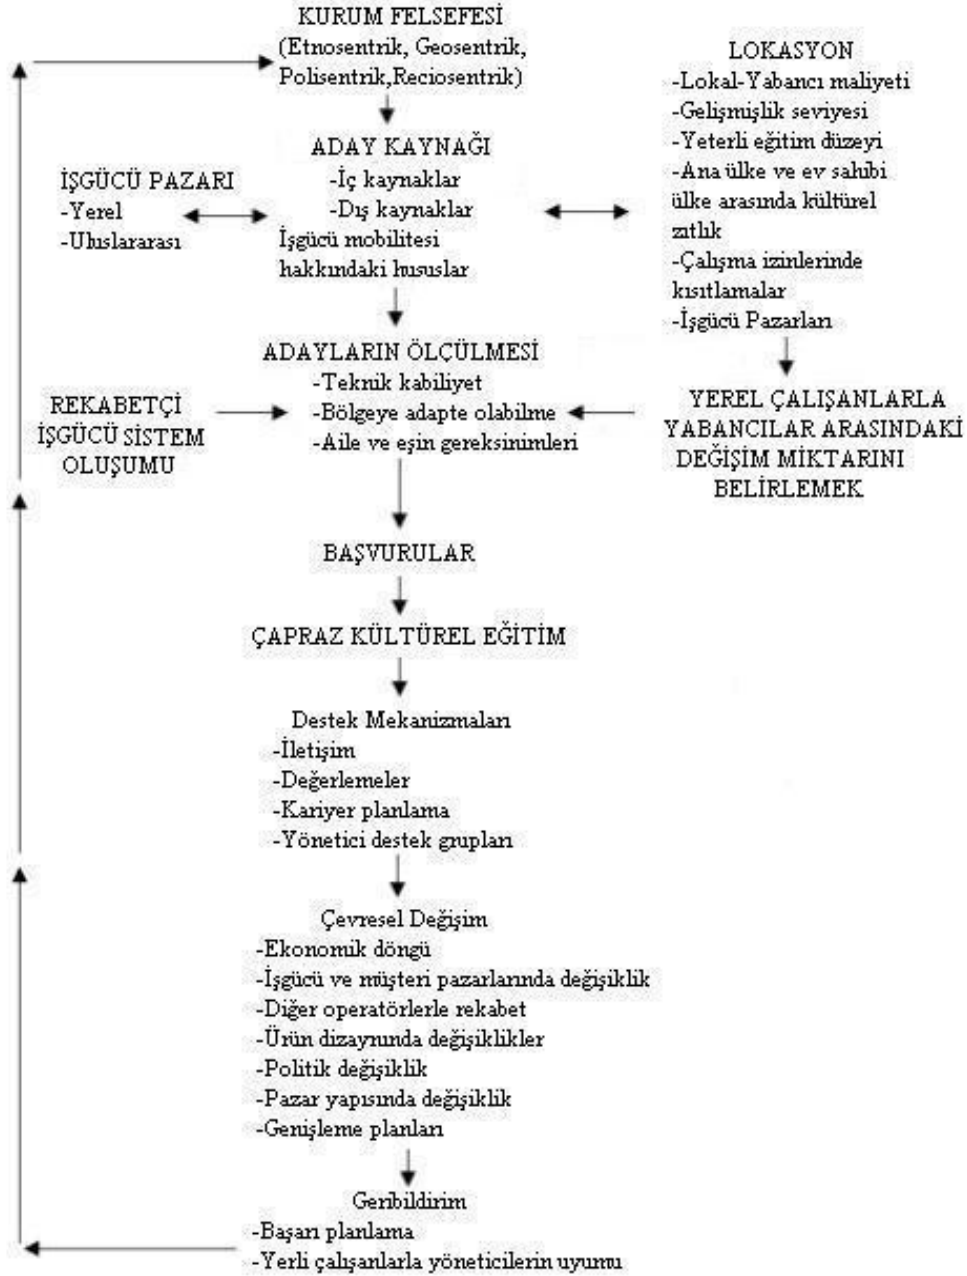 KURUM FELSEFESİ
(Etnosentrik, Geosentrik,
Polisentrik,Reciosentrik)
LOKASYON
-Lokal-Yabancı maliyeti
-Gelişmişlik seviyesi
-Yeterli eğitim düzeyi
-Ana ülke ve ev sahibi
ülke arasında kültürel
zıtlık
-Çalışma izinlerinde
kısıtlamalar
-İşgücü Pazarları
ADAY KAYNAĞI
-İç kaynaklar
-Dış kaynaklar
İşgücü mobilitesi
hakkındaki hususlar
İŞGÜCÜ PAZARI
-Yerel
-Uluslararası
ADAYLARIN ÖLÇÜLMESİ
-Teknik kabiliyet
-Bölgeye adapte olabilme
-Aile ve eşin gereksinimleri
REKABETÇİ
İŞGÜCÜ SİSTEM
OLUŞUMU
YEREL ÇALIŞANLARLA
YABANCILAR ARASINDAKİ
DEĞİŞİM MİKTARINI
BELİRLEMEK
BAŞVURULAR
ÇAPRAZ KÜLTÜREL EĞİTİM
Destek Mekanizmaları
-İletişim
-Değerlemeler
-Kariyer planlama
-Yönetici destek grupları
Çevresel Değişim
-Ekonomik döngü
-İşgücü ve müşteri pazarlarında değişiklik
-Diğer operatörlerle rekabet
-Ürün dizaynında değişiklikler
-Politik değişiklik
-Pazar yapısında değişiklik
-Genişleme planları
Geribildirim
-Başarı planlama
-Yerli çalışanlarla yöneticilerin uyumu